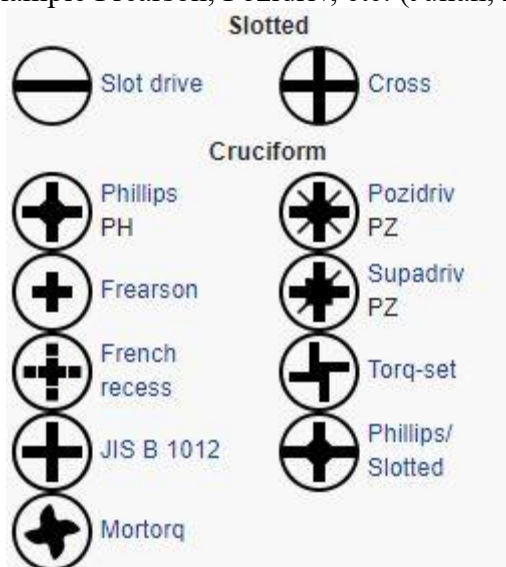 Slotted
Slot drive
Cross
Cruciform
Phillips
PH
Pozidriv
PZ
Frearson
Supadriv
PZ
French
recess
Torq-set
JIS B 1012
Phillips/
Slotted
Mortorq